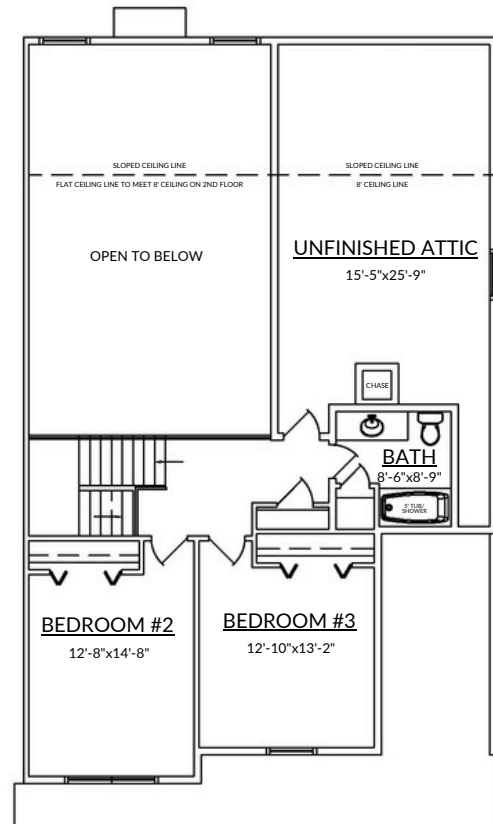 SLOPED CEILING LINE
FLAT CEILING LINE TO MEET 8' CEILING ON 2ND FLOOR
OPEN TO BELOW
SLOPED CEILING LINE
8' CEILING LINE
UNFINISHED ATTIC
15'-5"x25'-9"
CHASE
BATH
8'-6"x8'-9"
5' TUB/
SHOWER
BEDROOM #2
12'-8"x14'-8"
BEDROOM #3
12'-10"x13'-2"